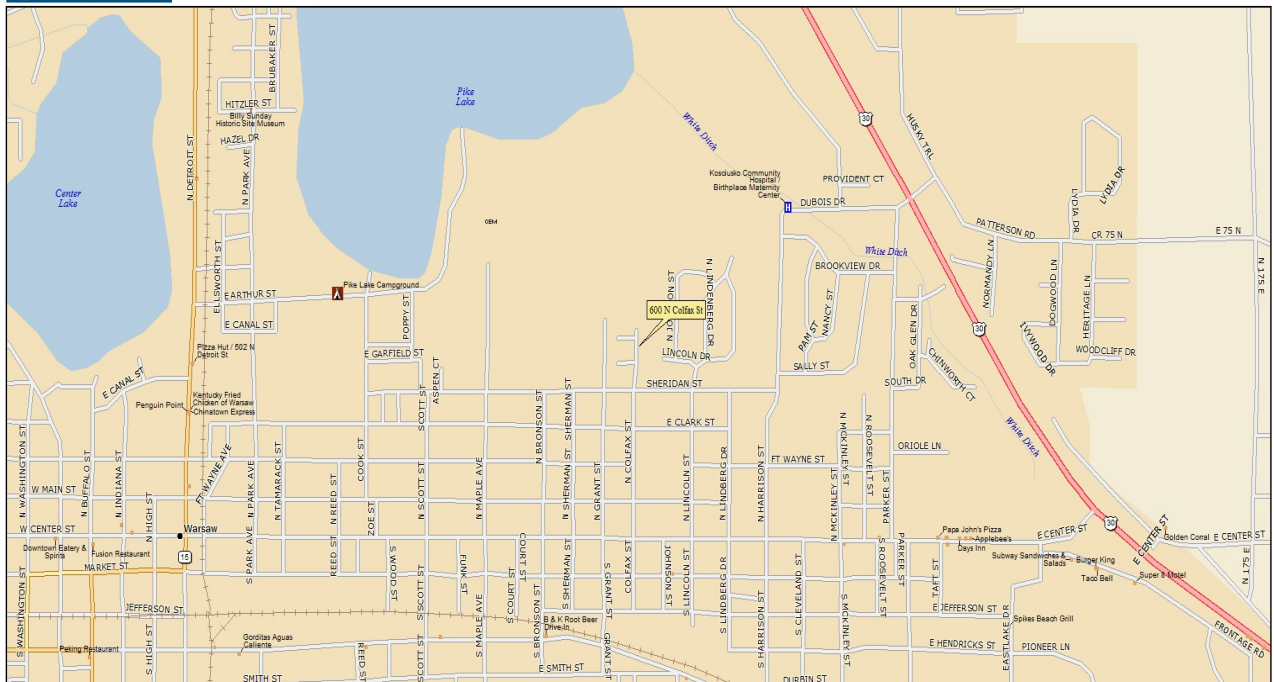 BRUBAKER ST
HITZLER ST
Billy Sunday
Historic Site Museum
HAZEL DR
N PARK AVE
N DETROIT ST
Center
Lake
Pike
Lake
White Ditch
30
HUSKY TRL
Kosciusko Community
Hospital /
Birthplace Maternity
Center
H
PROVIDENT CT
DUBOIS DR
LYDIA DR
LYDIA DR
PATTERSON RD
CR 75 N
E 75 N
N 175 E
CEM
White Ditch
BROOKVIEW DR
NORMANDY LN
DOGWOOD LN
HERITAGE LN
ELLSWORTH ST
E ARTHUR ST
Pike Lake Campground
POPPY ST
E CANAL ST
600 N Colfax St
N LINDENBERG DR
LINCOLN DR
PAM ST
NANCY ST
OAK GLEN DR
30
IVYWOOD DR
WOODCLIFF DR
Pizza Hut / 502 N
Detroit St
E GARFIELD ST
ASPEN CT
SALLY ST
CHINWORTH CT
SOUTH DR
E CANAL ST
SHERIDAN ST
Penguin Point
Kentucky Fried
Chicken of Warsaw
Chinatown Express
SCOTT ST
N BRONSON ST
SHERMAN ST
N SHERMAN ST
N GRANT ST
N COLFAX ST
E CLARK ST
N MCKINLEY ST
N ROOSEVELT ST
White Ditch
ORIOLE LN
FT WAYNE ST
N WASHINGTON ST
N BUFFALO ST
N INDIANA ST
N HIGH ST
FT WAYNE AVE
N PARK AVE
N TAMARACK ST
N REED ST
COOK ST
ZOE ST
N SCOTT ST
N MAPLE AVE
N LINCOLN ST
N LINDBERG DR
N HARRISON ST
N MCKINLEY ST
PARKER ST
W MAIN ST
W CENTER ST
Warsaw
15
Downtown Eatery &
Spirits
Fusion Restaurant
MARKET ST
Papa John's Pizza
Applebee's
Days Inn
E CENTER ST
30
E CENTER ST
Golden Corral
E CENTER ST
Subway Sandwiches &
Salads
Burger King
Taco Bell
Super 8 Motel
N 175 E
S PARK AVE
REED ST
S WOOD ST
S SCOTT ST
FUNK ST
S MAPLE AVE
COURT ST
S COURT ST
S BRONSON ST
S SHERMAN ST
S GRANT ST
COLFAX ST
JOHNSON ST
S LINCOLN ST
S LINDBERG DR
S HARRISON ST
S CLEVELAND ST
S MCKINLEY ST
S ROOSEVELT ST
PARKER ST
TAFT ST
S WASHINGTON ST
JEFFERSON ST
S HIGH ST
E JEFFERSON ST
EASTLAKE DR
Spikes Beach Grill
FRONTAGE RD
Gorditas Aguas
Caliente
Peking Restaurant
B & K Root Beer
Drive-In
GRANT ST
E HENDRICKS ST
PIONEER LN
REED ST
SMITH ST
E SMITH ST
DURBIN ST